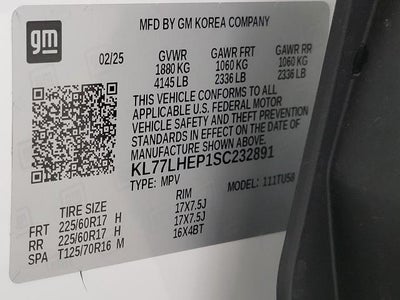 gm
MFD BY GM KOREA COMPANY
02/25 GVWR GAWR FRT GAWR RR
1880 KG 1060 KG 1060 KG
4145 LB 2336 LB 2336 LB
THIS VEHICLE CONFORMS TO ALL
APPLICABLE U.S. FEDERAL MOTOR
VEHICLE SAFETY AND THEFT PREVENTION
STANDARDS IN EFFECT ON THE DATE OF
MANUFACTURE SHOWN ABOVE.
KL77LHEP1SC232891
TYPE: MPV MODEL: 111TU58
TIRE SIZE RIM
FRT 225/60R17 H 17X7.5J
RR 225/60R17 H 17X7.5J
SPA T125/70R16 M 16X4BT